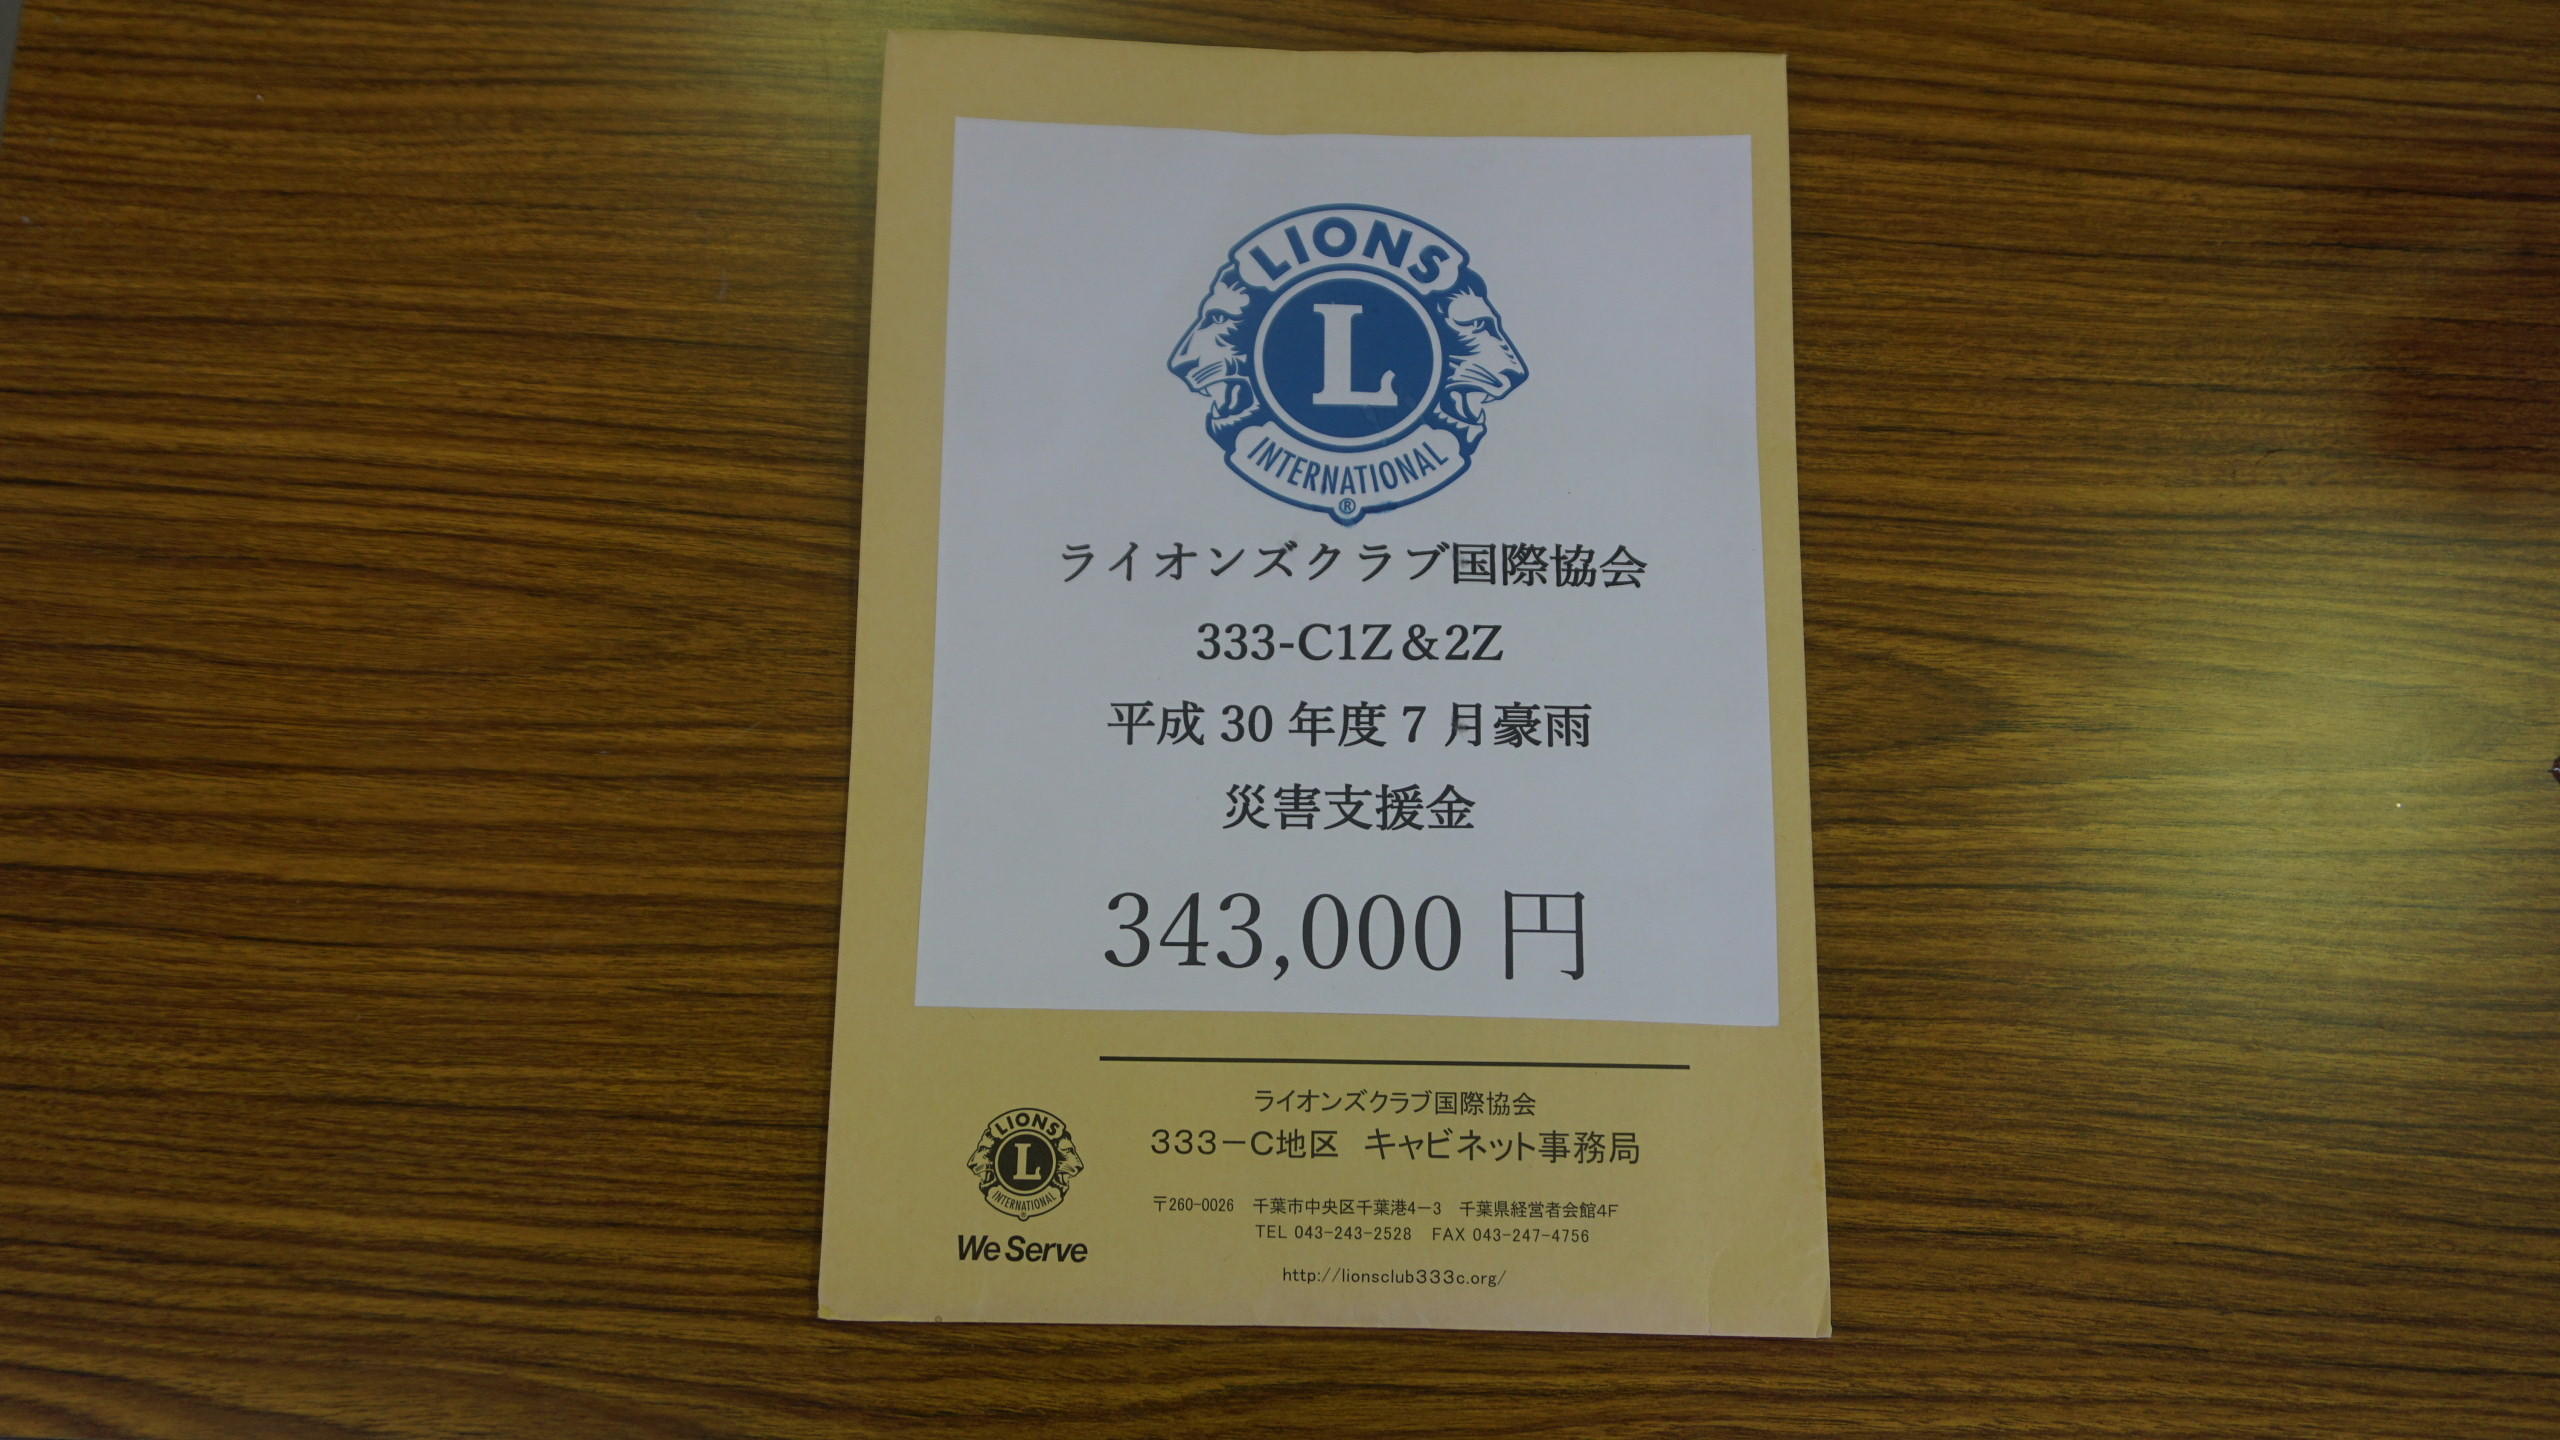 LIONS
L
INTERNATIONAL
®
ライオンズクラブ国際協会
333-C1Z&2Z
平成 30 年度 7 月豪雨
災害支援金
343,000 円
ライオンズクラブ国際協会
333-C地区 キャビネット事務局
〒260-0026 千葉市中央区千葉港4-3 千葉県経営者会館4F
TEL 043-243-2528 FAX 043-247-4756
http://lionsclub333c.org/
LIONS
L
INTERNATIONAL
®
We Serve